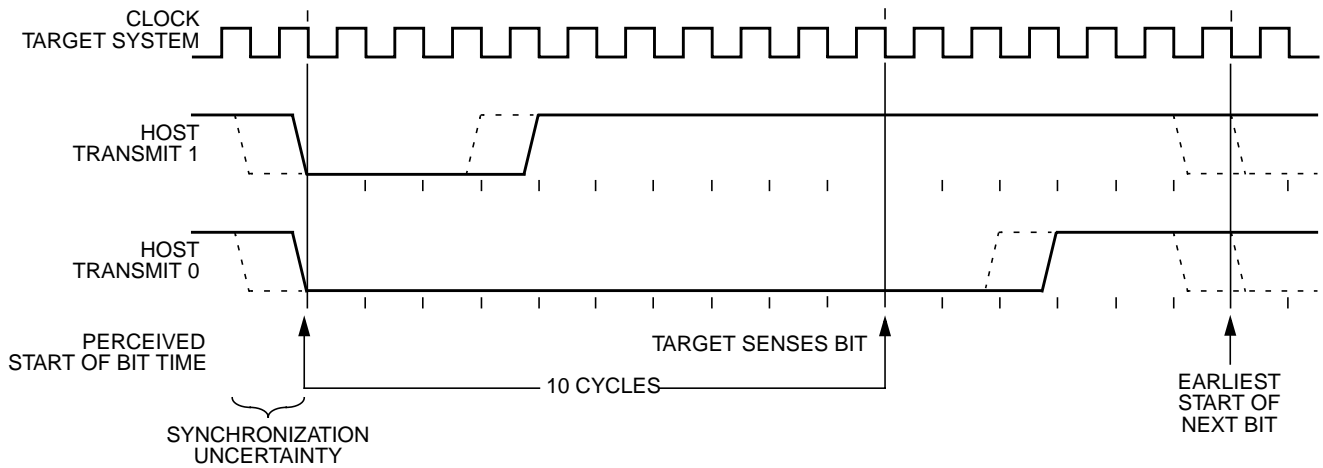 CLOCK
TARGET SYSTEM
HOST
TRANSMIT 1
HOST
TRANSMIT 0
PERCEIVED
START OF BIT TIME
TARGET SENSES BIT
10 CYCLES
EARLIEST
START OF
NEXT BIT
SYNCHRONIZATION
UNCERTAINTY